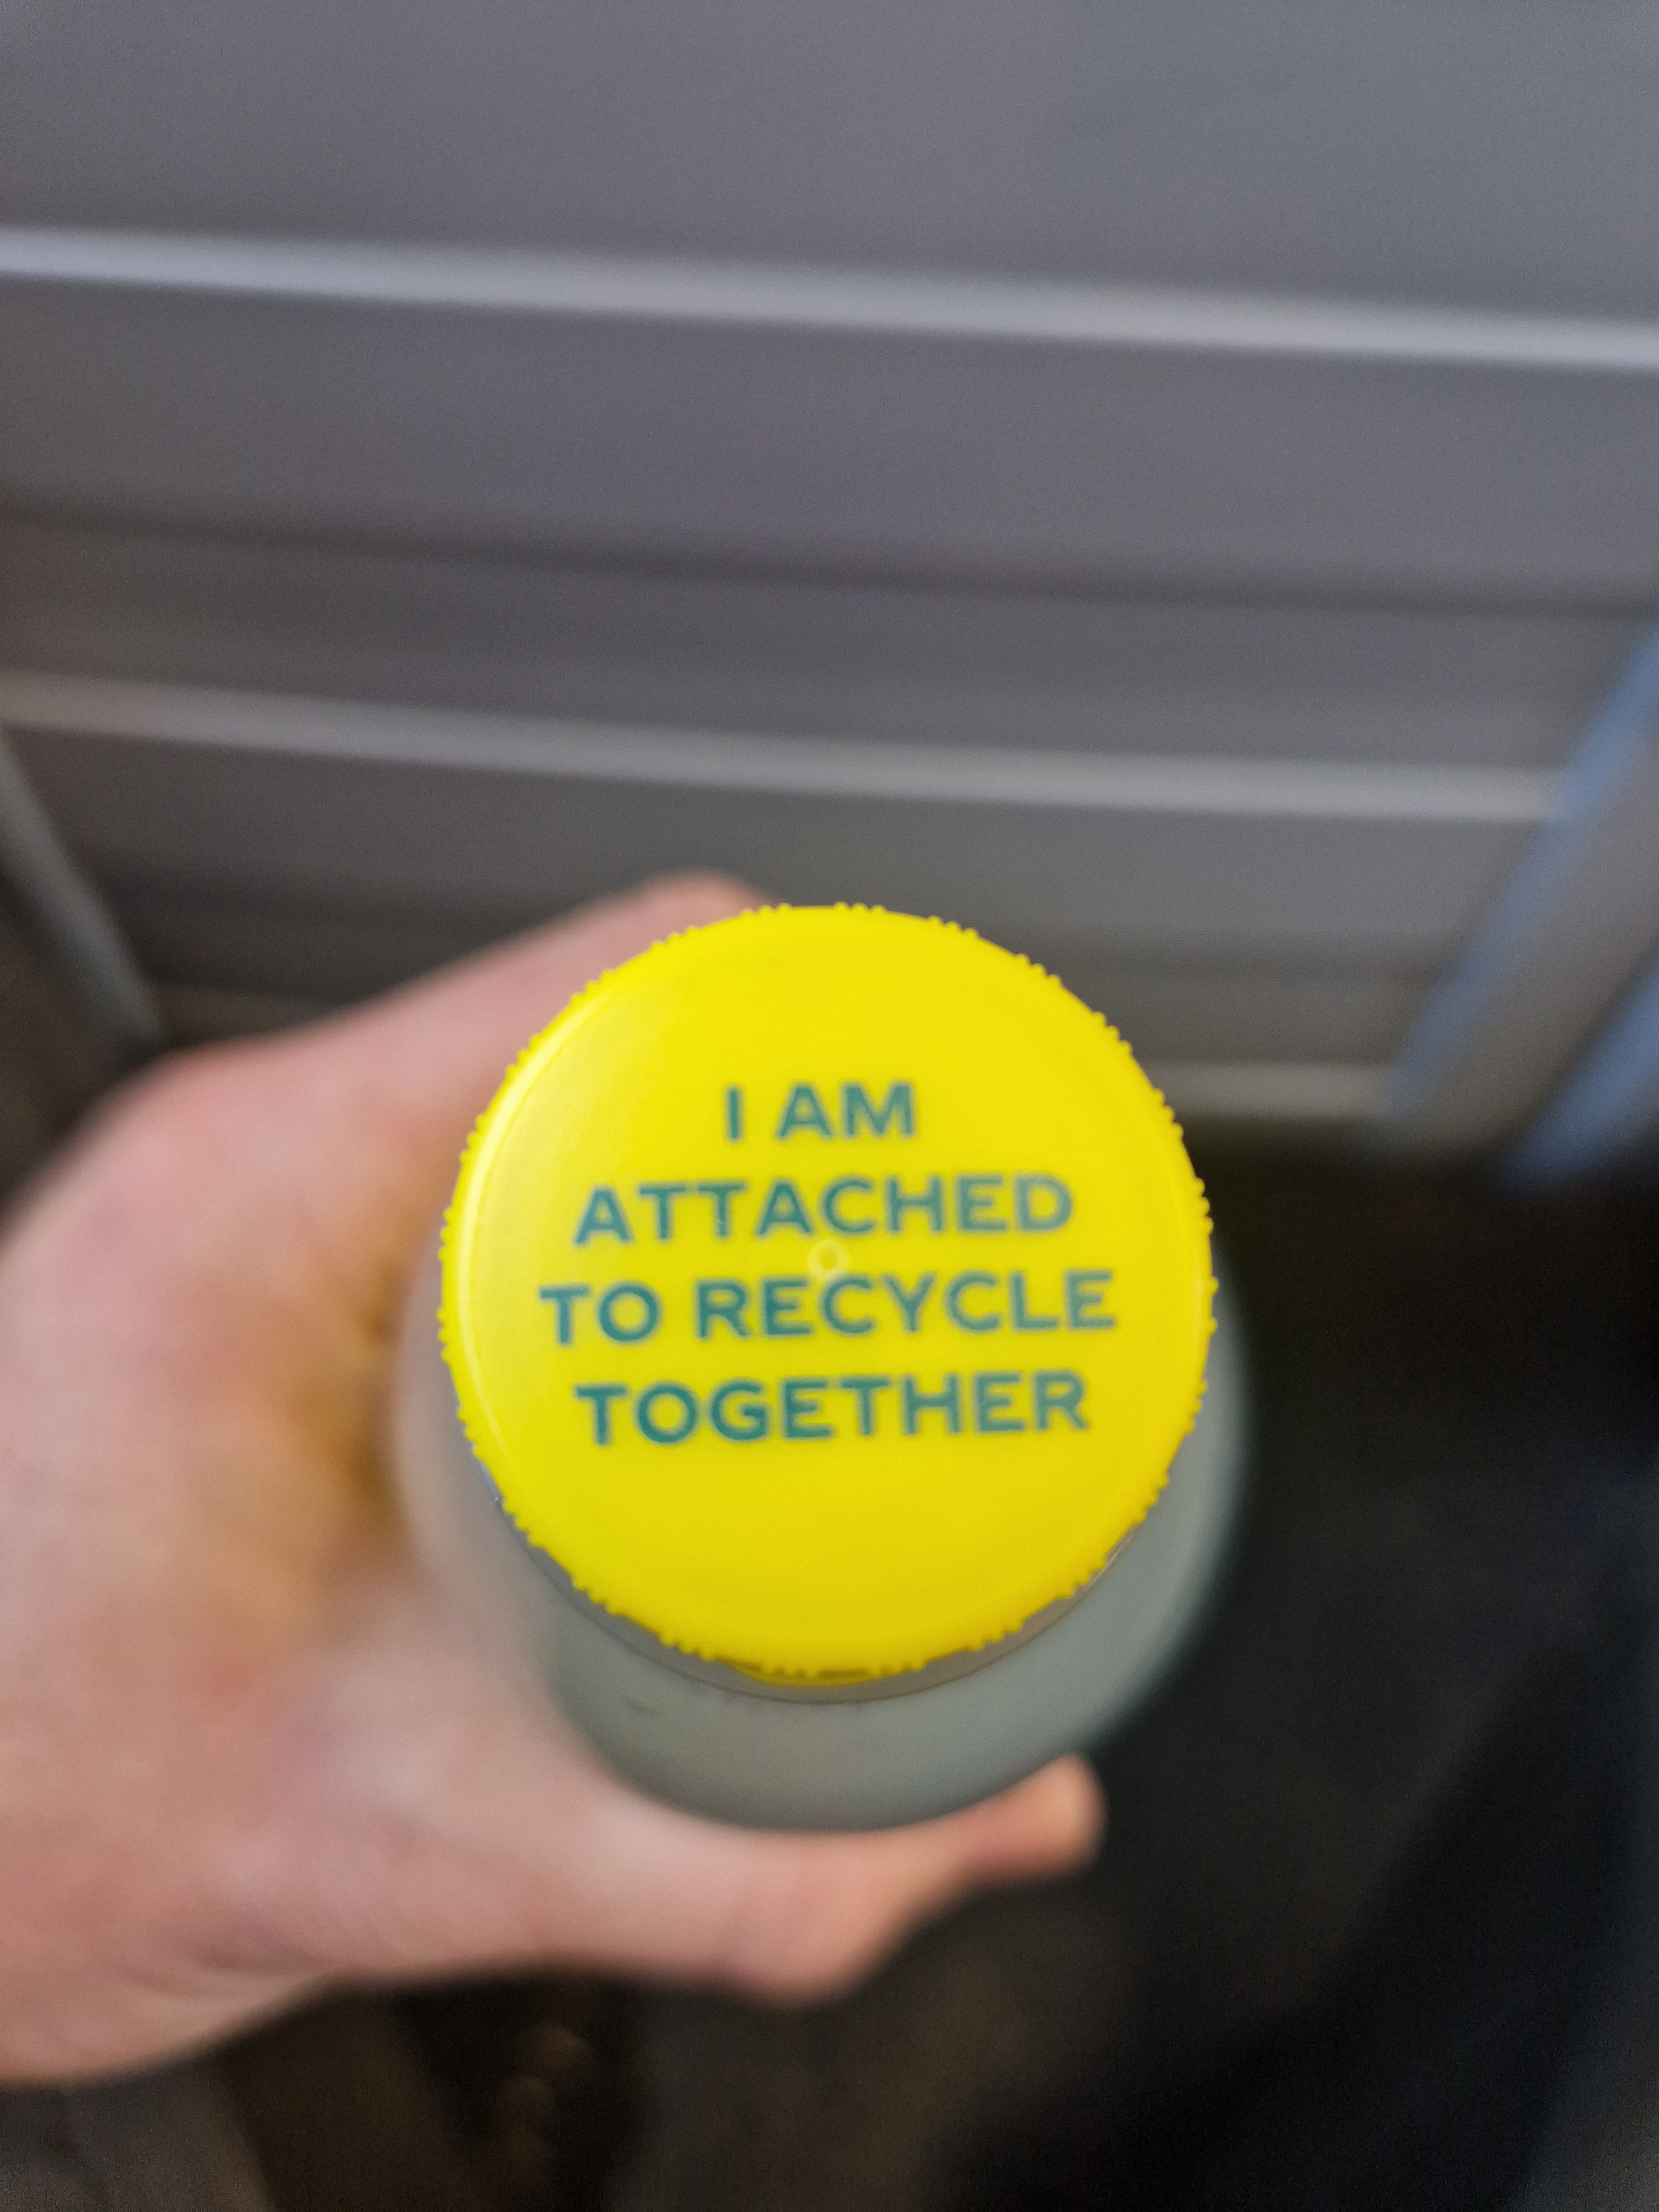 I AM
ATTACHED
TO RECYCLE
TOGETHER